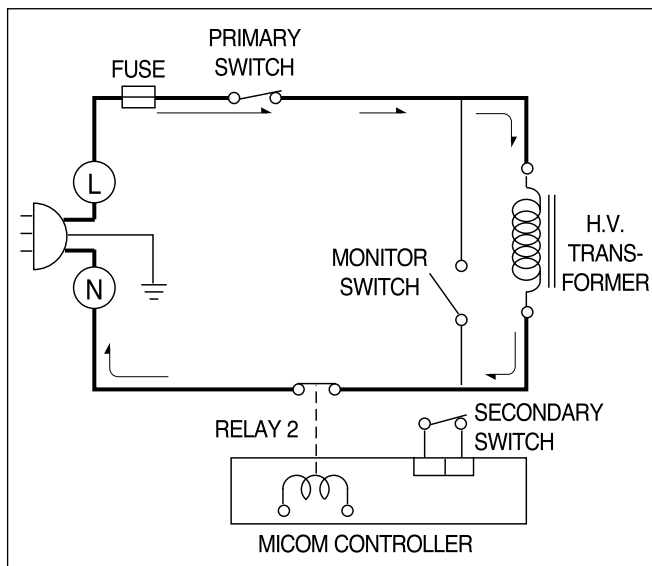 PRIMARY
SWITCH
FUSE
L
N
MONITOR
SWITCH
H.V.
TRANS-
FORMER
RELAY 2
SECONDARY
SWITCH
MICOM CONTROLLER